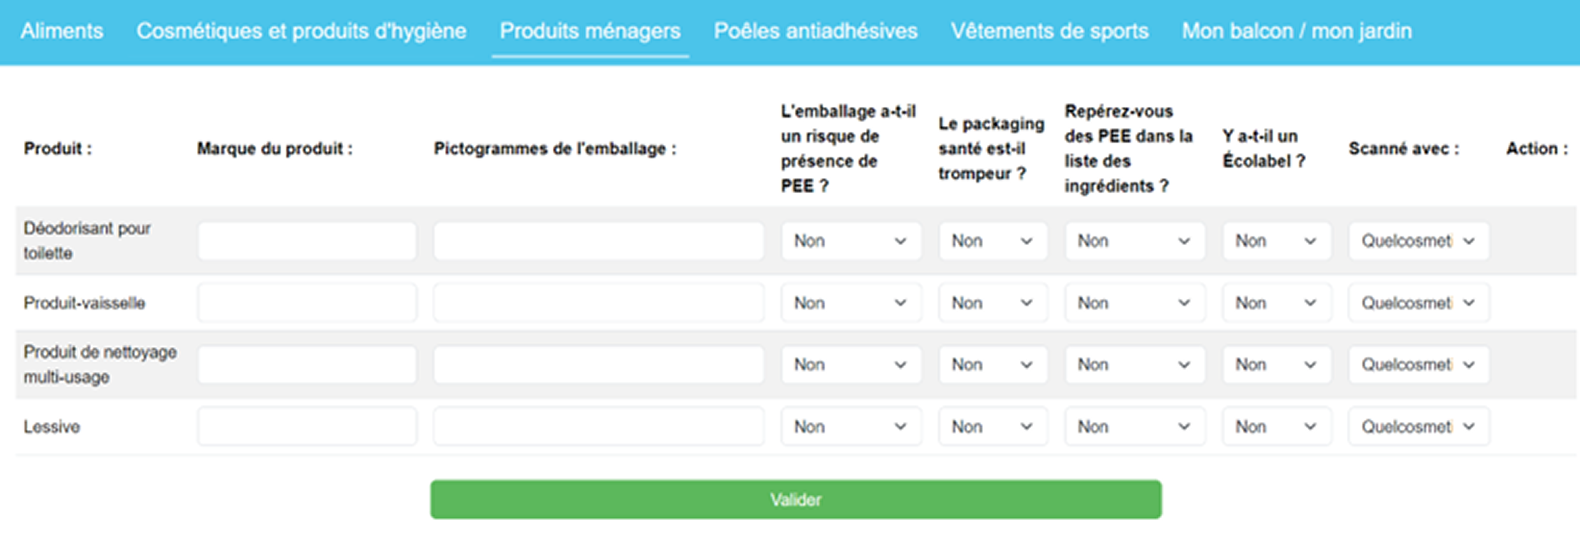 Aliments Cosmétiques et produits d'hygiène Produits ménagers Poêles antiadhésives Vêtements de sports Mon balcon / mon jardin
Produit :
Marque du produit :
Pictogrammes de l'emballage :
L'emballage a-t-il
un risque de
présence de
PEE ?
Le packaging
santé est-il
trompeur ?
Repérez-vous
des PEE dans la
liste des
ingrédients ?
Y a-t-il un
Écolabel ?
Scanné avec :
Action :
Déodorisant pour
toilette
Non Non Non Non Quelcosmeti
Produit-vaisselle Non Non Non Non Quelcosmeti
Produit de nettoyage
multi-usage
Non Non Non Non Quelcosmeti
Lessive Non Non Non Non Quelcosmeti
Valider